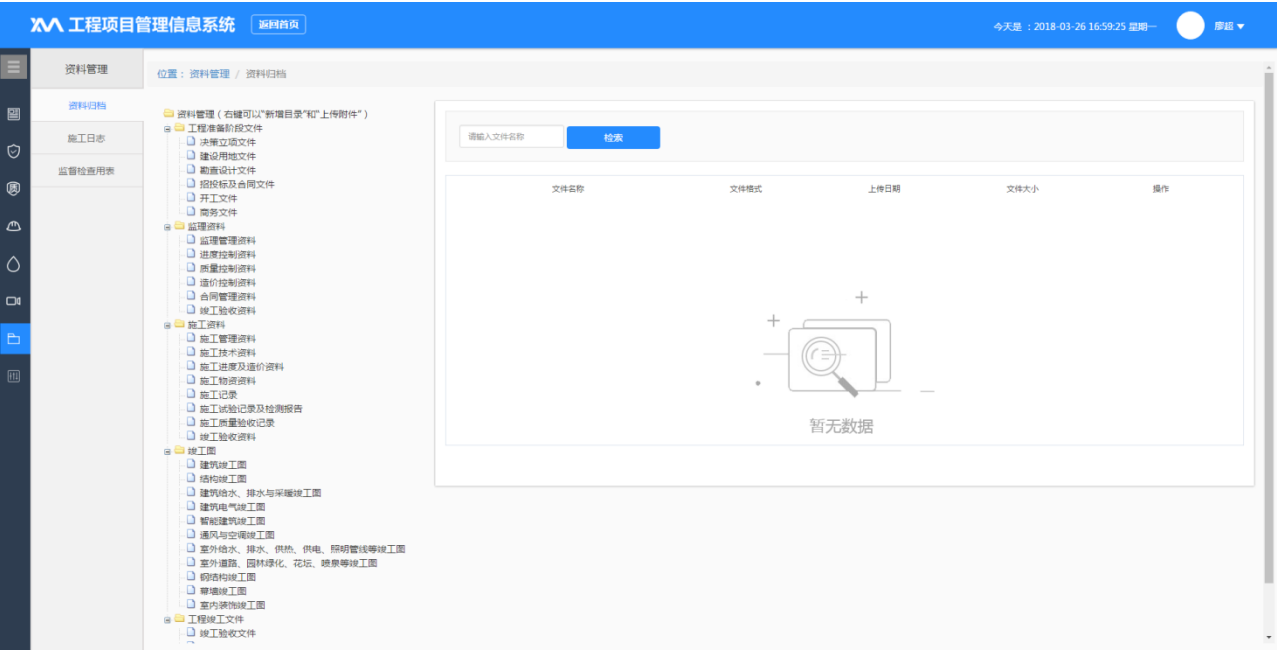 工程项目管理信息系统 返回首页 今天是：2018-03-26 16:59:25 星期一 廖超
资料管理
资料归档
施工日志
监督检查用表
位置：资料管理 / 资料归档
资料管理（右键可以“新增目录”和“上传附件”）
工程准备阶段文件
决策立项文件
建设用地文件
勘查设计文件
招投标及合同文件
开工文件
商务文件
监理资料
监理管理资料
进度控制资料
质量控制资料
造价控制资料
合同管理资料
竣工验收资料
施工资料
施工管理资料
施工技术资料
施工进度及造价资料
施工物资资料
施工记录
施工试验记录及检测报告
施工质量验收记录
竣工验收资料
竣工图
建筑竣工图
结构竣工图
建筑给水、排水与采暖竣工图
建筑电气竣工图
智能建筑竣工图
通风与空调竣工图
室外给水、排水、供热、供电、照明管线等竣工图
室外道路、园林绿化、花坛、喷泉等竣工图
钢结构竣工图
幕墙竣工图
室内装饰竣工图
工程竣工文件
竣工验收文件
请输入文件名称 检索
文件名称 文件格式 上传日期 文件大小 操作
暂无数据